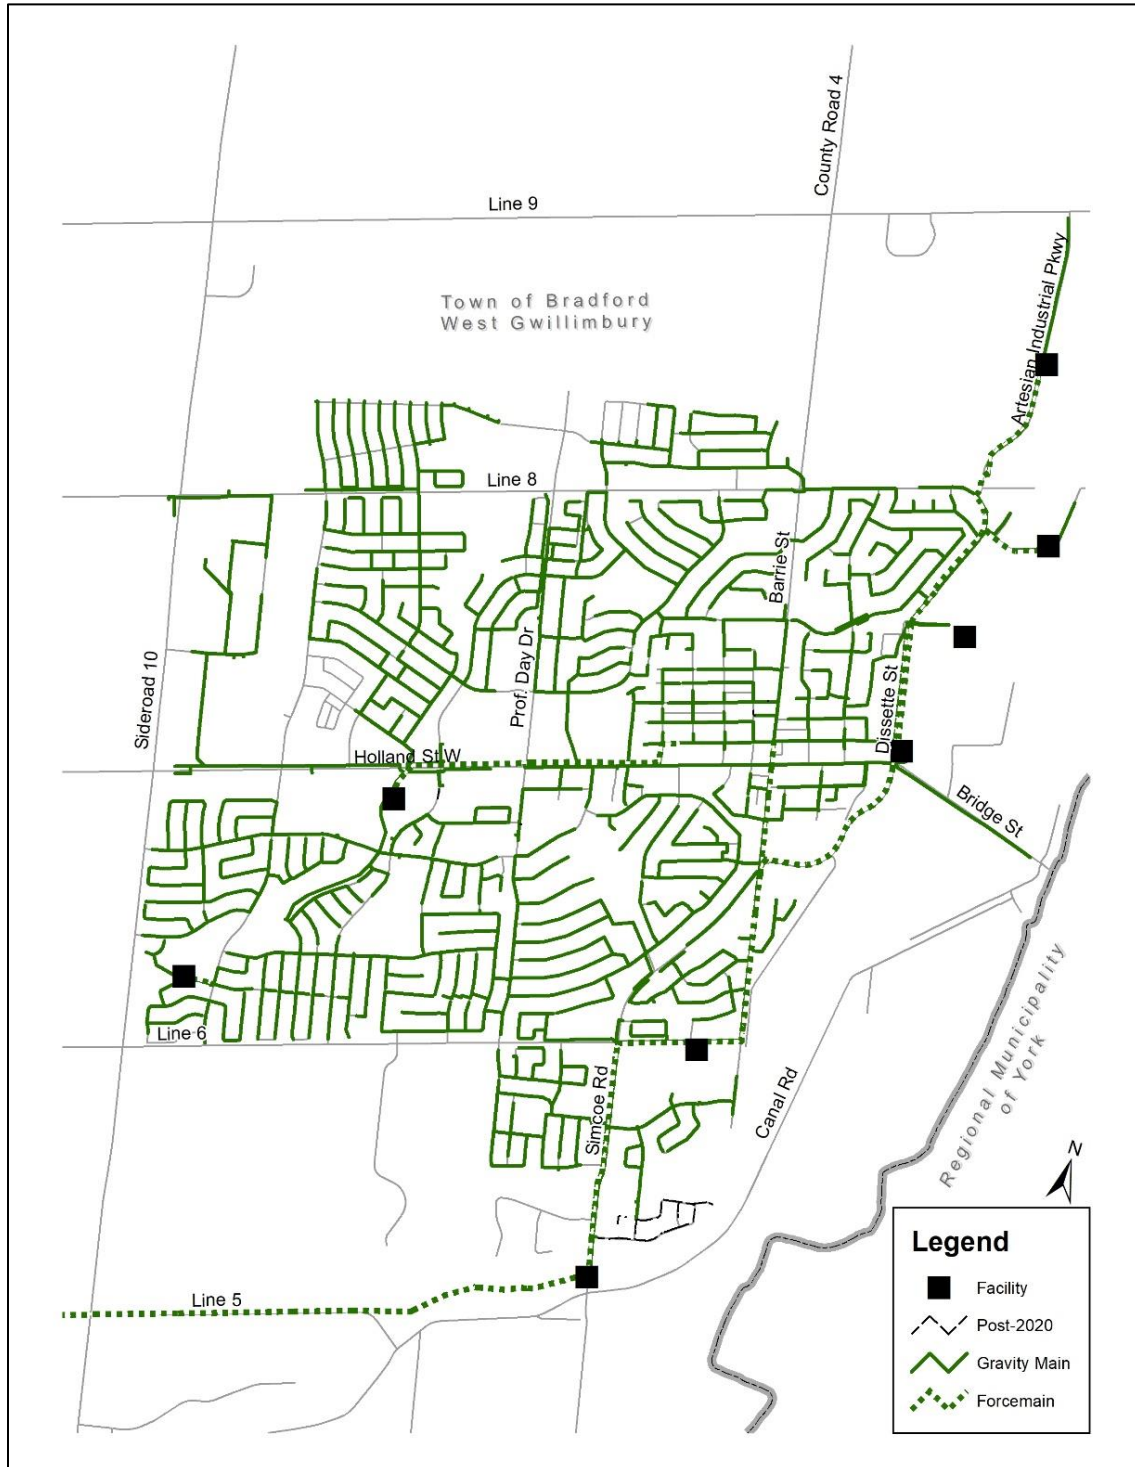 County Road 4
Line 9
Artesian Industrial Pkwy
Town of Bradford
West Gwillimbury
Line 8
Barrie St
Prof. Day Dr
Sideroad 10
Dissette St
Holland St W
Bridge St
Line 6
Simcoe Rd
Canal Rd
Regional Municipality
of York
N
Line 5
Legend
Facility
Post-2020
Gravity Main
Forcemain